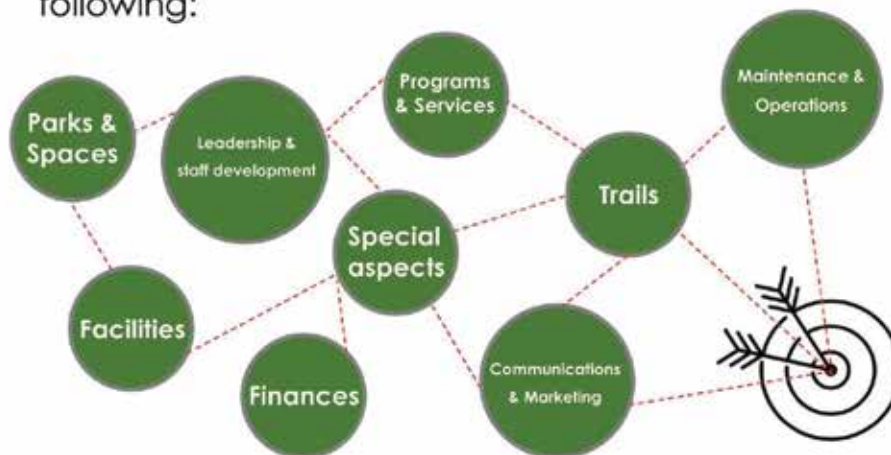 following:
Parks &
Spaces
Leadership &
staff development
Programs
& Services
Maintenance &
Operations
Trails
Special
aspects
Facilities
Finances
Communications
& Marketing